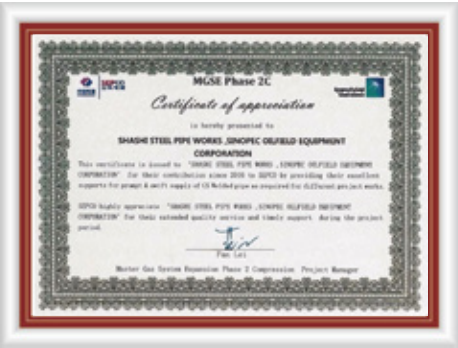 SEPCO
MGSE Phase 2C
Certificate of appreciation
is hereby presented to
SHASHI STEEL PIPE WORKS ,SINOPEC OILFIELD EQUIPMENT
CORPORATION
This certificate is issued to "SHASHI STEEL PIPE WORKS ,SINOPEC OILFIELD EQUIPMENT
CORPORATION" for their contribution since to SEPCO by providing their excellent
supports for prompt & swift supply of CS Welded pipe as required for different project works.
SEPCO highly appreciate "SHASHI STEEL PIPE WORKS ,SINOPEC OILFIELD EQUIPMENT
CORPORATION" for their extended quality service and timely support during the project
period.
Pan Lei
Master Gas System Expansion Phase 2 Compression Project Manager